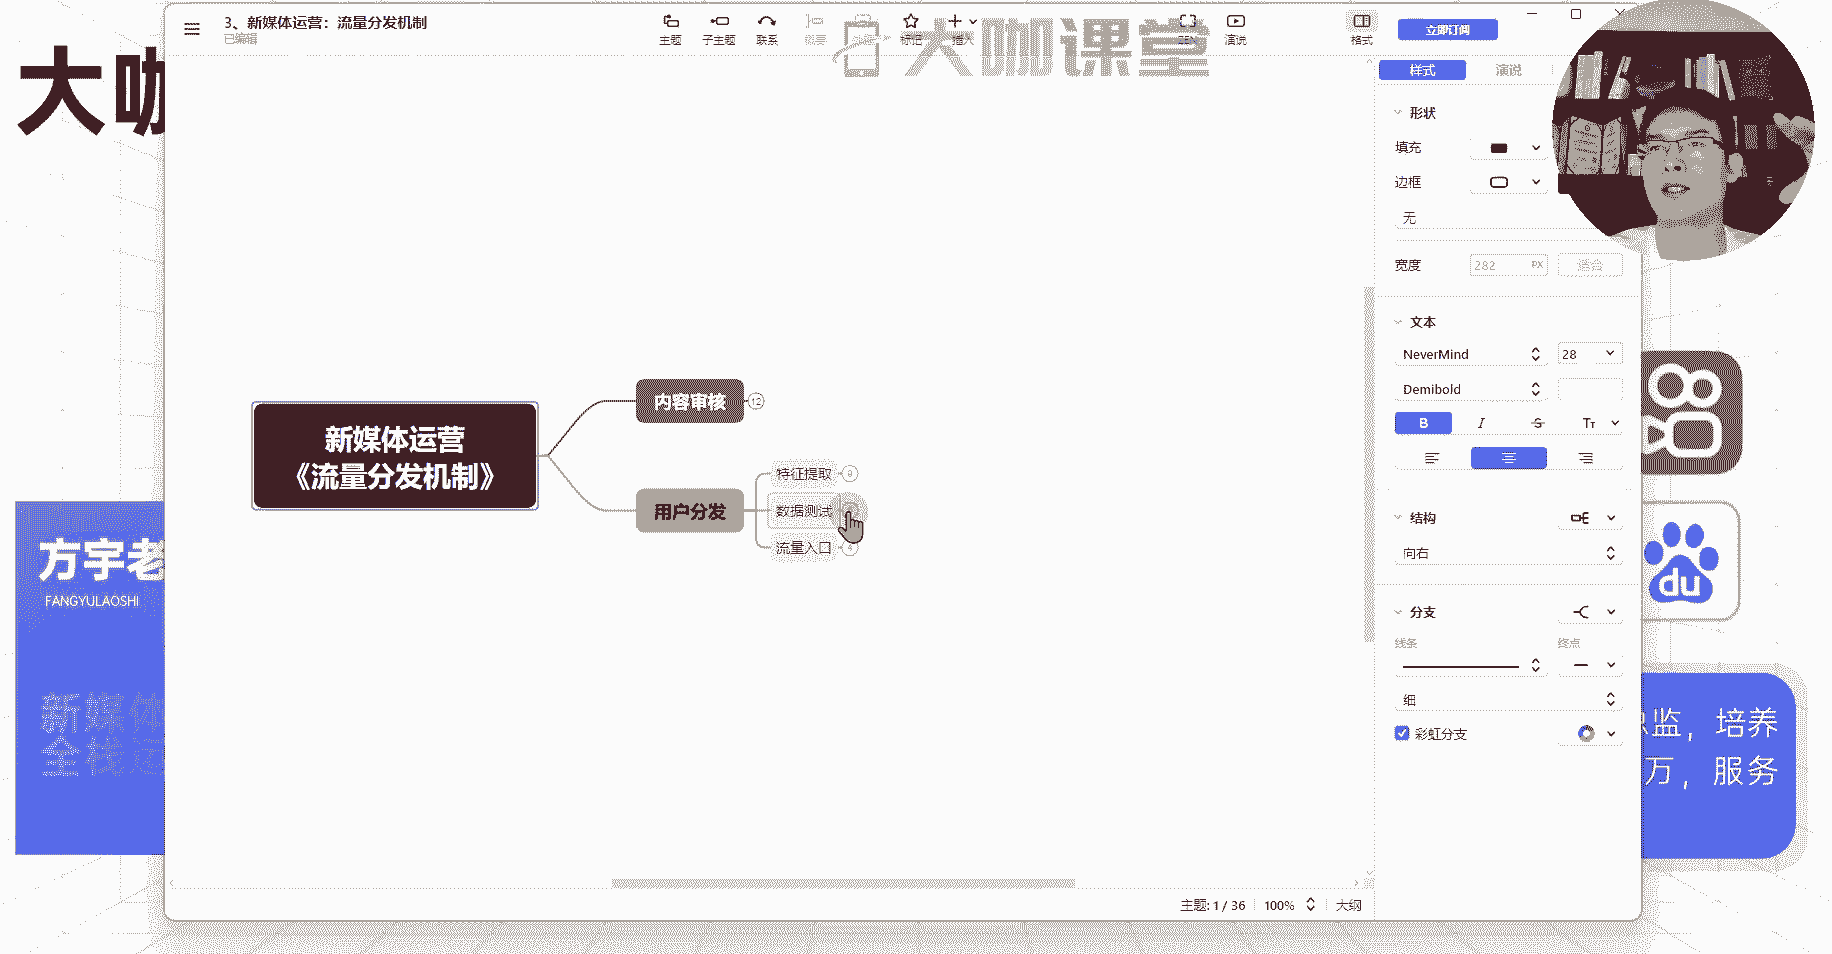 大咖
3、新媒体运营：流量分发机制
已编辑
主题
子主题
联系
概要
标记
插入
ZEN
演说
格式
立即订阅
大咖课堂
样式
演说
形状
填充
边框
无
宽度
282
PX
适合
文本
NeverMind
28
Demibold
B
I
S
TT
结构
向右
分支
线条
终点
细
彩虹分支
新媒体运营
《流量分发机制》
内容审核
12
用户分发
特征提取
数据测试
流量入口
4
主题: 1 / 36
100%
大纲
方宇老
FANGYULAOSHI
新媒体
全栈运
du
总监，培养
万，服务